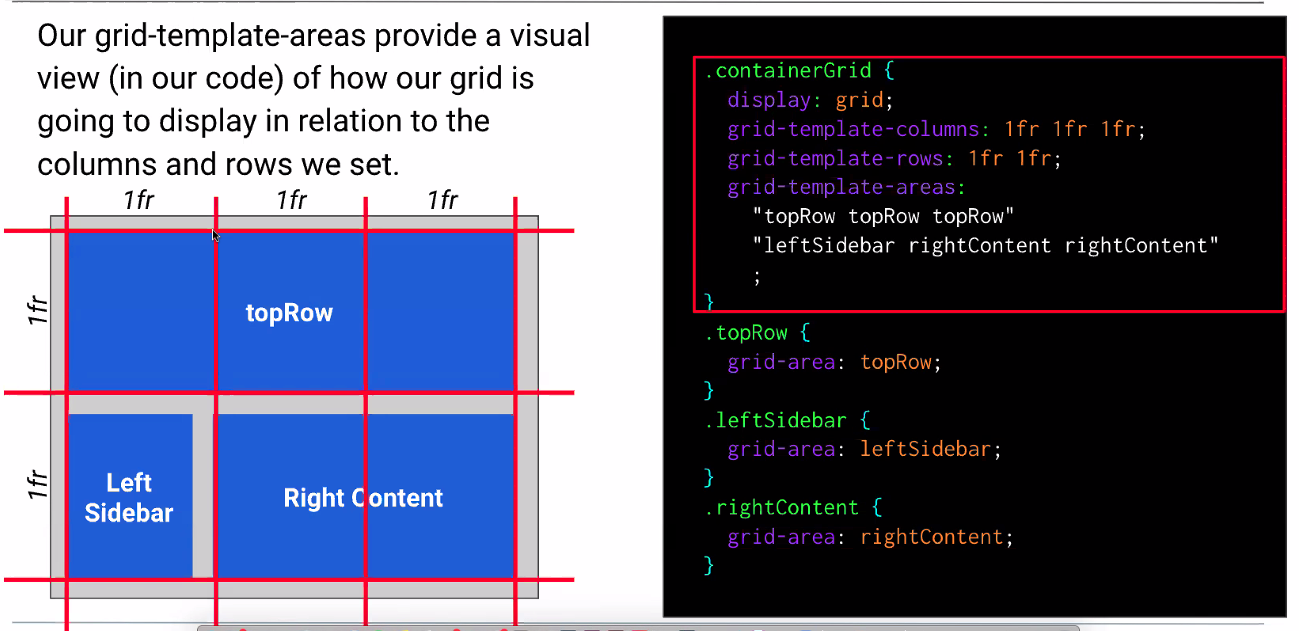 Our grid-template-areas provide a visual
view (in our code) of how our grid is
going to display in relation to the
columns and rows we set.
1fr 1fr 1fr
1fr
topRow
1fr
Left
Sidebar
Right Content
.containerGrid {
display: grid;
grid-template-columns: 1fr 1fr 1fr;
grid-template-rows: 1fr 1fr;
grid-template-areas:
"topRow topRow topRow"
"leftSidebar rightContent rightContent"
;
}
.topRow {
grid-area: topRow;
}
.leftSidebar {
grid-area: leftSidebar;
}
.rightContent {
grid-area: rightContent;
}